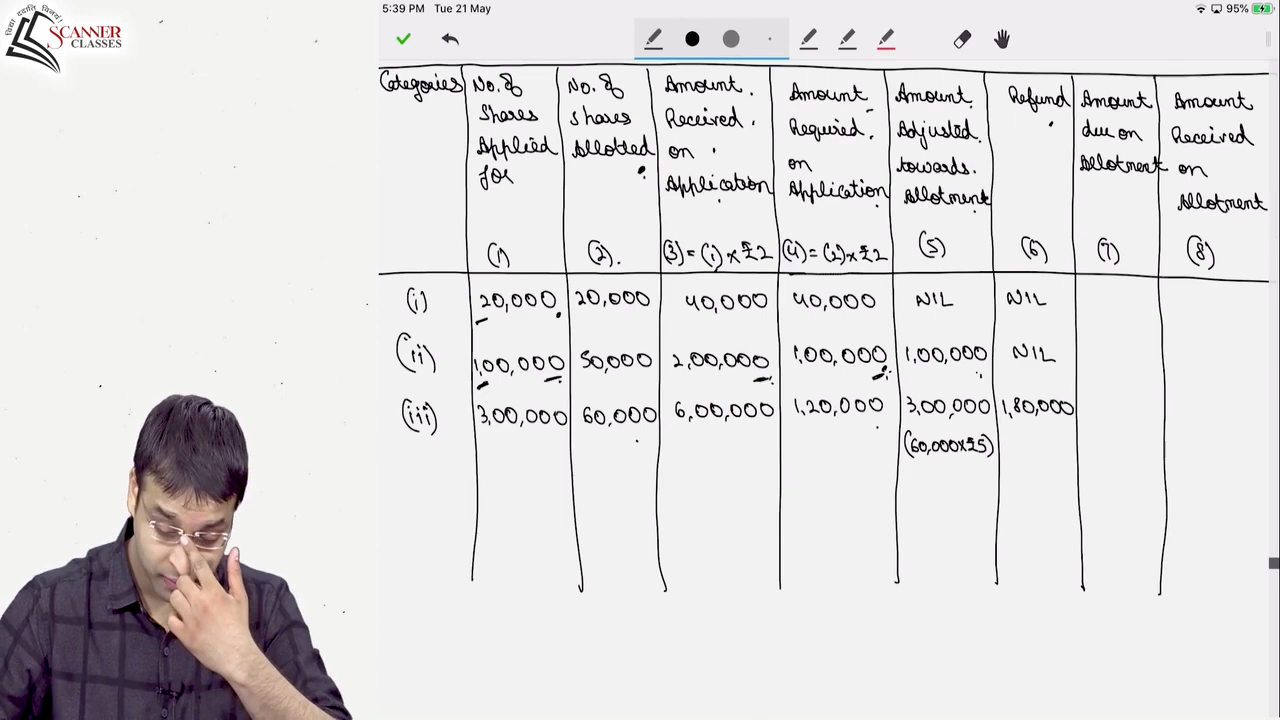 विद्या ददाति विनयं
SCANNER
CLASSES
5:39 PM Tue 21 May
95%
Categories
No. of
Shares
Applied
for
(1)
No. of
shares
Allotted
(2).
Amount
Received
on
Application
(3) = (1) × ₹2
Amount
Required.
on
Application
(4) = (2) × ₹2
Amount
Adjusted
towards
Allotment
(5)
Refund
(6)
Amount
due on
Allotment
(7)
Amount
Received
on
Allotment
(8)
(i) 20,000 20,000 40,000 40,000 NIL NIL
(ii) 1,00,000 50,000 2,00,000 1,00,000 1,00,000 NIL
(iii) 3,00,000 60,000 6,00,000 1,20,000 3,00,000 1,80,000
(60,000×₹5)